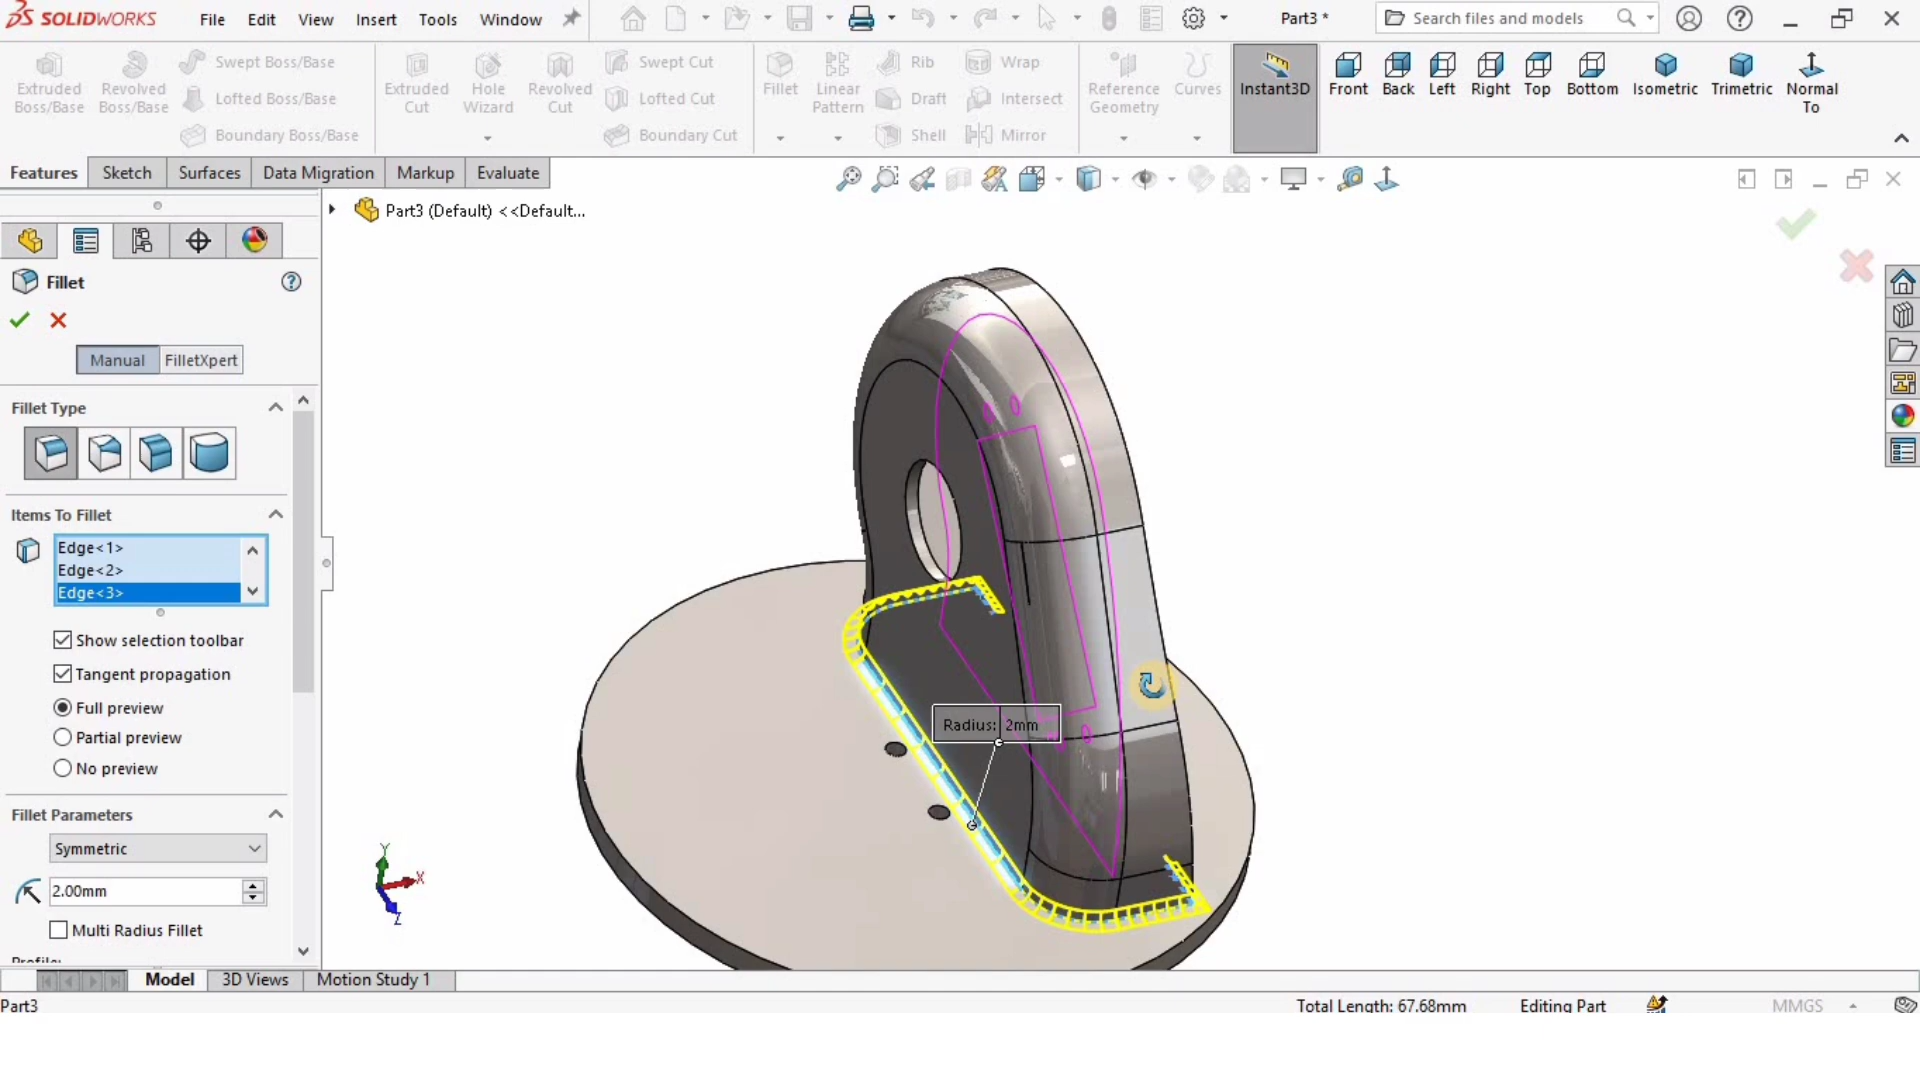 SOLIDWORKS File Edit View Insert Tools Window Part3 * Search files and models
Extruded Boss/Base
Revolved Boss/Base
Swept Boss/Base
Lofted Boss/Base
Boundary Boss/Base
Extruded Cut
Hole Wizard
Revolved Cut
Swept Cut
Lofted Cut
Boundary Cut
Fillet
Linear Pattern
Rib
Draft
Shell
Wrap
Intersect
Mirror
Reference Geometry
Curves
Instant3D
Front
Back
Left
Right
Top
Bottom
Isometric
Trimetric
Normal To
Features Sketch Surfaces Data Migration Markup Evaluate
Part3 (Default) <<Default...
Fillet
Manual FilletXpert
Fillet Type
Items To Fillet
Edge<1>
Edge<2>
Edge<3>
Show selection toolbar
Tangent propagation
Full preview
Partial preview
No preview
Fillet Parameters
Symmetric
2.00mm
Multi Radius Fillet
Profile:
Radius: 2mm
Y
X
Z
Model 3D Views Motion Study 1
Part3 Total Length: 67.68mm Editing Part MMGS